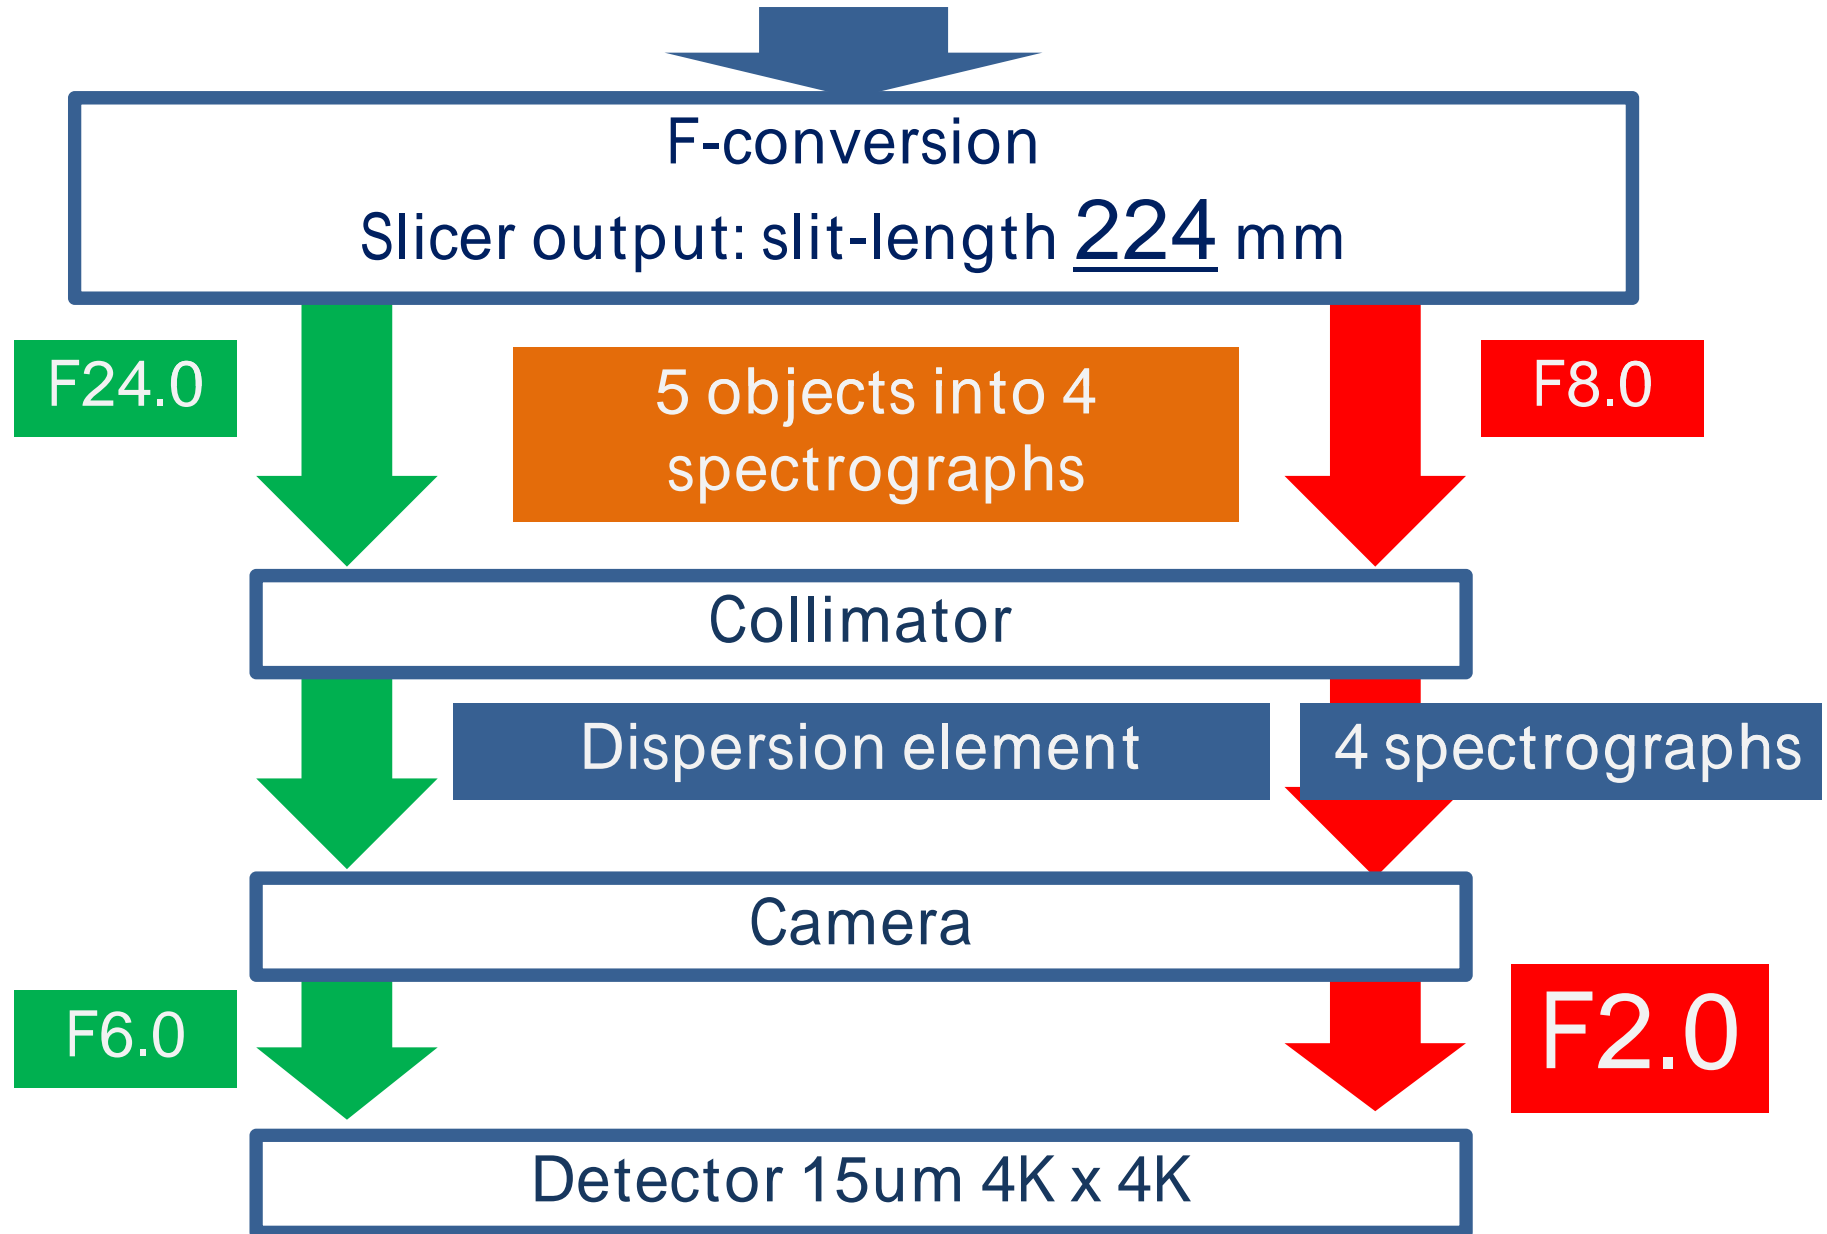 F-conversion
Slicer output: slit-length 224 mm
F24.0
5 objects into 4
spectrographs
F8.0
Collimator
Dispersion element
4 spectrographs
Camera
F6.0
F2.0
Detector 15um 4K x 4K